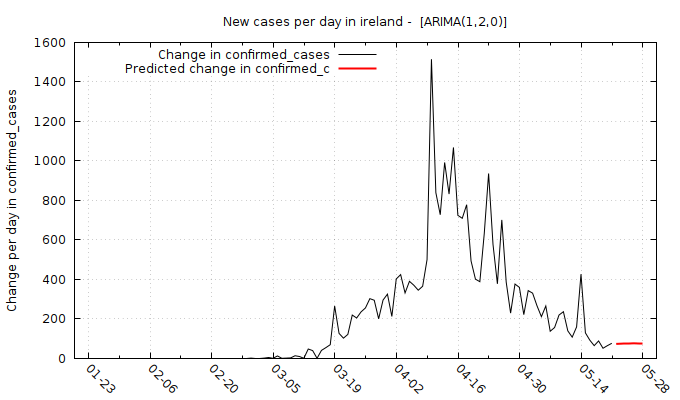 New cases per day in ireland -  [ARIMA(1,2,0)]
Change in confirmed_cases
Predicted change in confirmed_c
Change per day in confirmed_cases
1600
1400
1200
1000
800
600
400
200
0
01-23 02-06 02-20 03-05 03-19 04-02 04-16 04-30 05-14 05-28